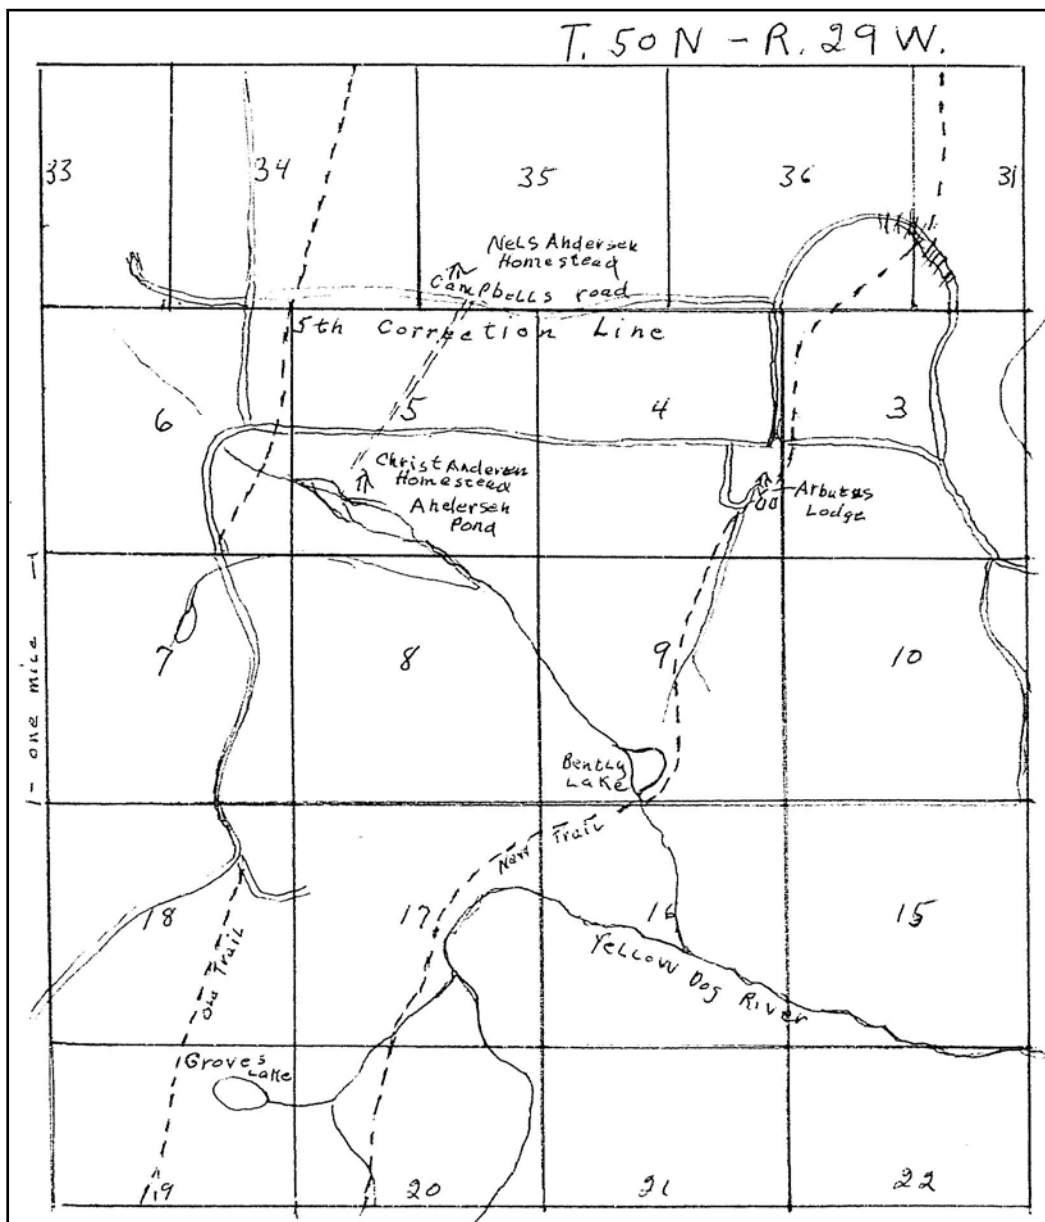 T. 50 N - R. 29 W.
33
34
35
36
31
Nels Andersen
Homestead
Campbells road
5th Correction Line
6
5
4
3
Christ Andersen
Homestead
Andersen
Pond
Arbutus
Lodge
1- one mile -1
7
8
9
10
Bently
Lake
New Trail
18
17
16
15
Old Trail
Yellow Dog River
Groves
Lake
19
20
21
22